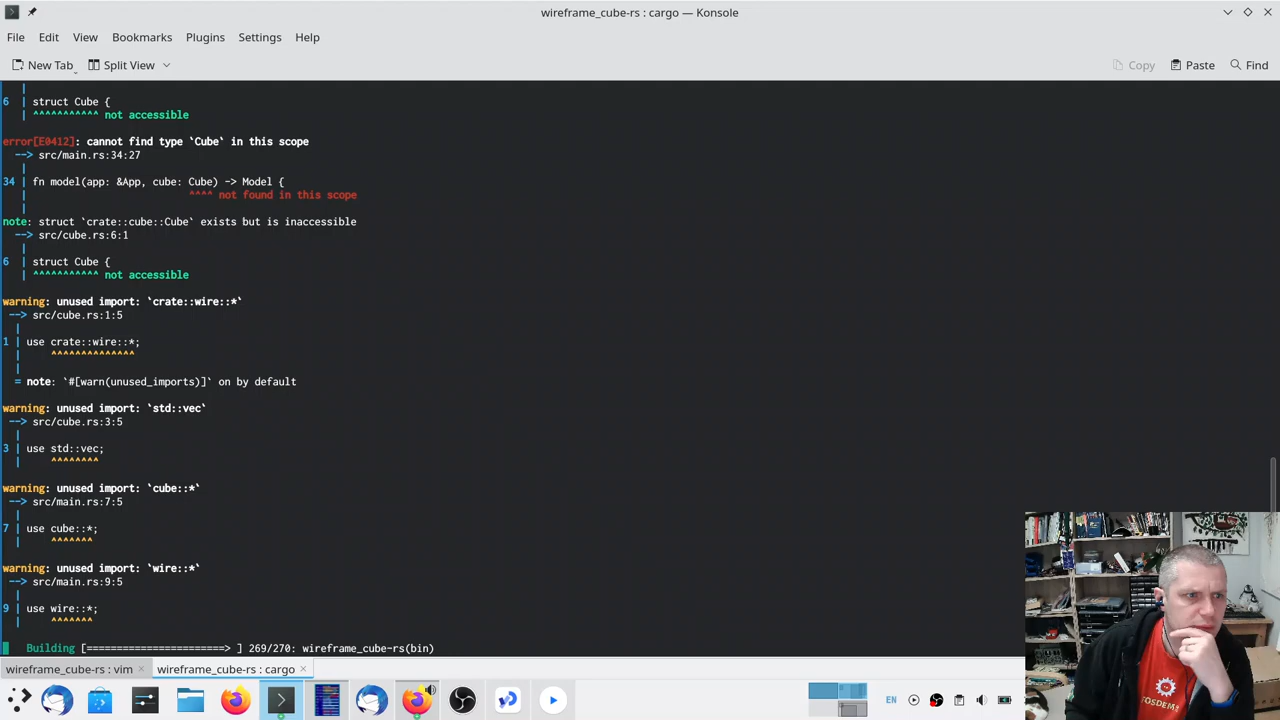 wireframe_cube-rs : cargo — Konsole
File Edit View Bookmarks Plugins Settings Help
New Tab Split View Copy Paste Find
|
6 | struct Cube {
| ^^^^^^^^^^^ not accessible
error[E0412]: cannot find type `Cube` in this scope
--> src/main.rs:34:27
|
34 | fn model(app: &App, cube: Cube) -> Model {
| ^^^^ not found in this scope
|
note: struct `crate::cube::Cube` exists but is inaccessible
--> src/cube.rs:6:1
|
6 | struct Cube {
| ^^^^^^^^^^^ not accessible
warning: unused import: `crate::wire::*`
--> src/cube.rs:1:5
|
1 | use crate::wire::*;
| ^^^^^^^^^^^^^^
|
= note: `#[warn(unused_imports)]` on by default
warning: unused import: `std::vec`
--> src/cube.rs:3:5
|
3 | use std::vec;
| ^^^^^^^^
warning: unused import: `cube::*`
--> src/main.rs:7:5
|
7 | use cube::*;
| ^^^^^^^
warning: unused import: `wire::*`
--> src/main.rs:9:5
|
9 | use wire::*;
| ^^^^^^^
Building [=======================> ] 269/270: wireframe_cube-rs(bin)
wireframe_cube-rs : vim wireframe_cube-rs : cargo
EN
FOSDEM